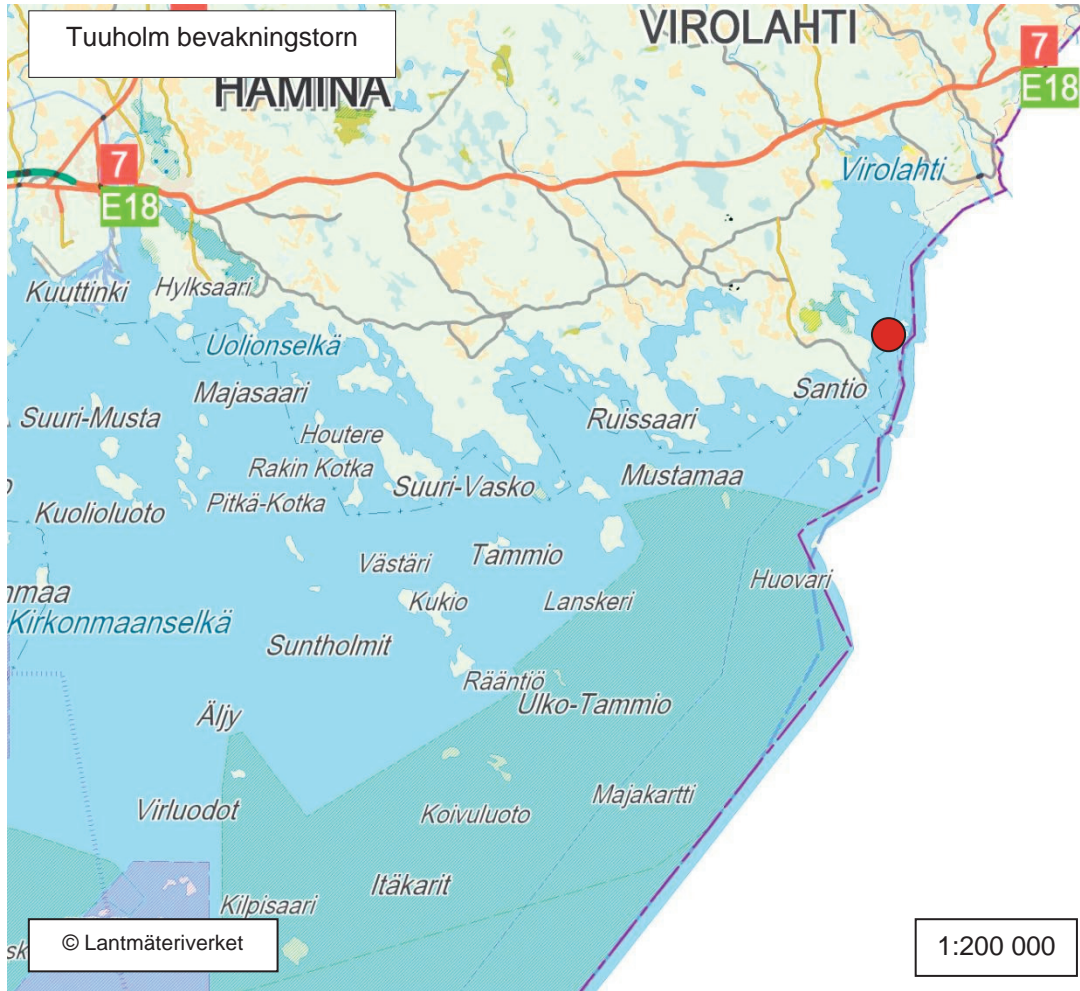 Tuuholm bevakningstorn
VIROLAHTI
HAMINA
7
E18
7
E18
Virolahti
Kuuttinki
Hylksaari
Uolionselkä
Majasaari
Santio
Suuri-Musta
Houtere
Ruissaari
Rakin Kotka
Mustamaa
Suuri-Vasko
Pitkä-Kotka
Kuolioluoto
Tammio
Västäri
Huovari
nmaa
Kukio
Lanskeri
Kirkonmaanselkä
Suntholmit
Rääntiö
Ulko-Tammio
Äljy
Majakartti
Virluodot
Koivuluoto
Itäkarit
Kilpisaari
sk
© Lantmäteriverket
1:200 000